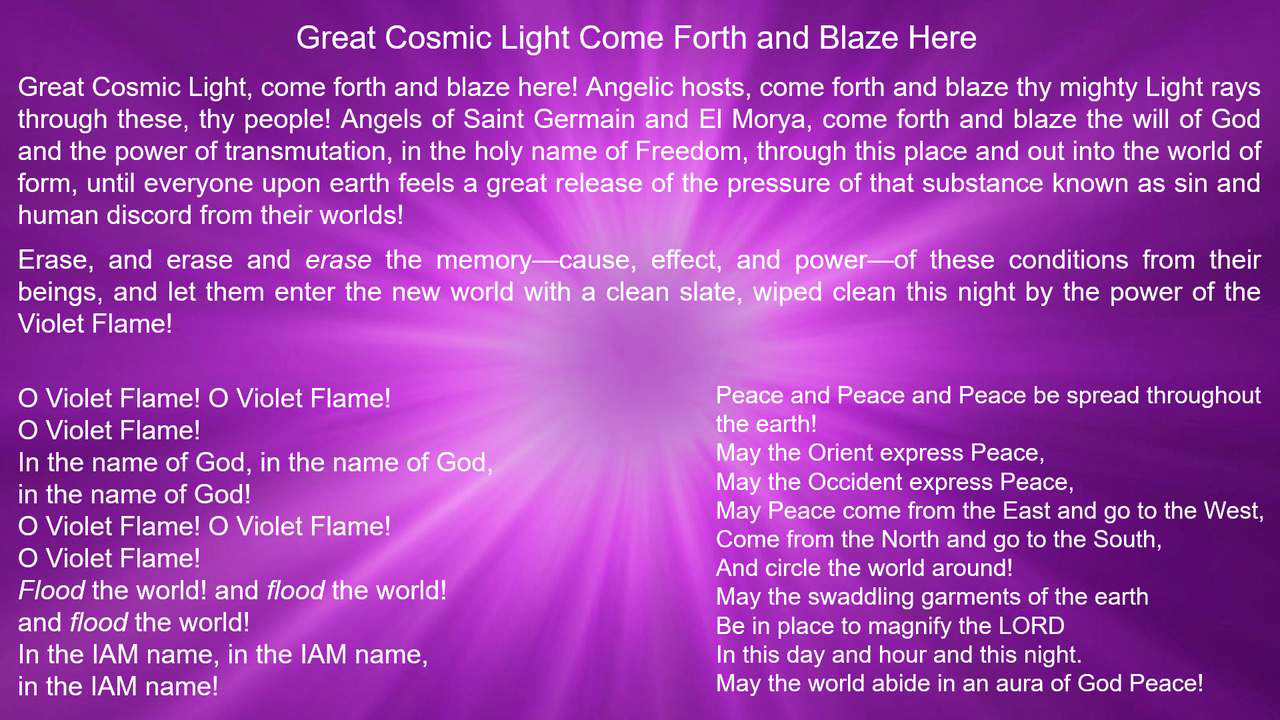 Great Cosmic Light Come Forth and Blaze Here
Great Cosmic Light, come forth and blaze here! Angelic hosts, come forth and blaze thy mighty Light rays
through these, thy people! Angels of Saint Germain and El Morya, come forth and blaze the will of God
and the power of transmutation, in the holy name of Freedom, through this place and out into the world of
form, until everyone upon earth feels a great release of the pressure of that substance known as sin and
human discord from their worlds!
Erase, and erase and erase the memory—cause, effect, and power—of these conditions from their
beings, and let them enter the new world with a clean slate, wiped clean this night by the power of the
Violet Flame!
O Violet Flame! O Violet Flame!
O Violet Flame!
In the name of God, in the name of God,
in the name of God!
O Violet Flame! O Violet Flame!
O Violet Flame!
Flood the world! and flood the world!
and flood the world!
In the IAM name, in the IAM name,
in the IAM name!
Peace and Peace and Peace be spread throughout
the earth!
May the Orient express Peace,
May the Occident express Peace,
May Peace come from the East and go to the West,
Come from the North and go to the South,
And circle the world around!
May the swaddling garments of the earth
Be in place to magnify the LORD
In this day and hour and this night.
May the world abide in an aura of God Peace!